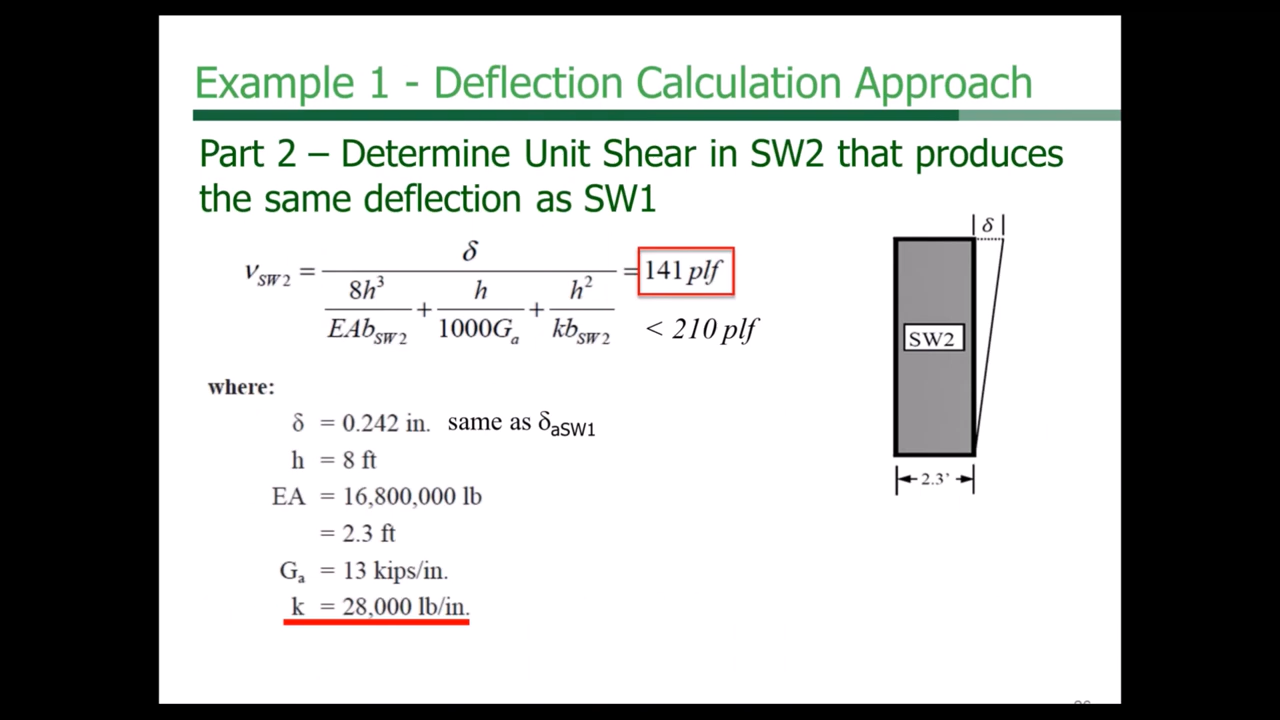 Example 1 - Deflection Calculation Approach
Part 2 – Determine Unit Shear in SW2 that produces
the same deflection as SW1
| δ |
ν_SW2 = δ / (8h³/EAb_SW2 + h/1000G_a + h²/kb_SW2) = 141 plf
< 210 plf
SW2
where:
δ = 0.242 in. same as δ_aSW1
h = 8 ft
EA = 16,800,000 lb
2.3'
= 2.3 ft
G_a = 13 kips/in.
k = 28,000 lb/in.